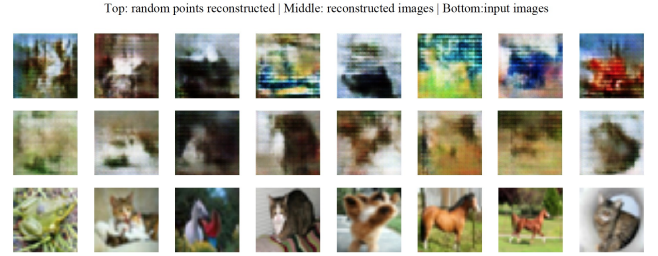 Top: random points reconstructed | Middle: reconstructed images | Bottom:input images